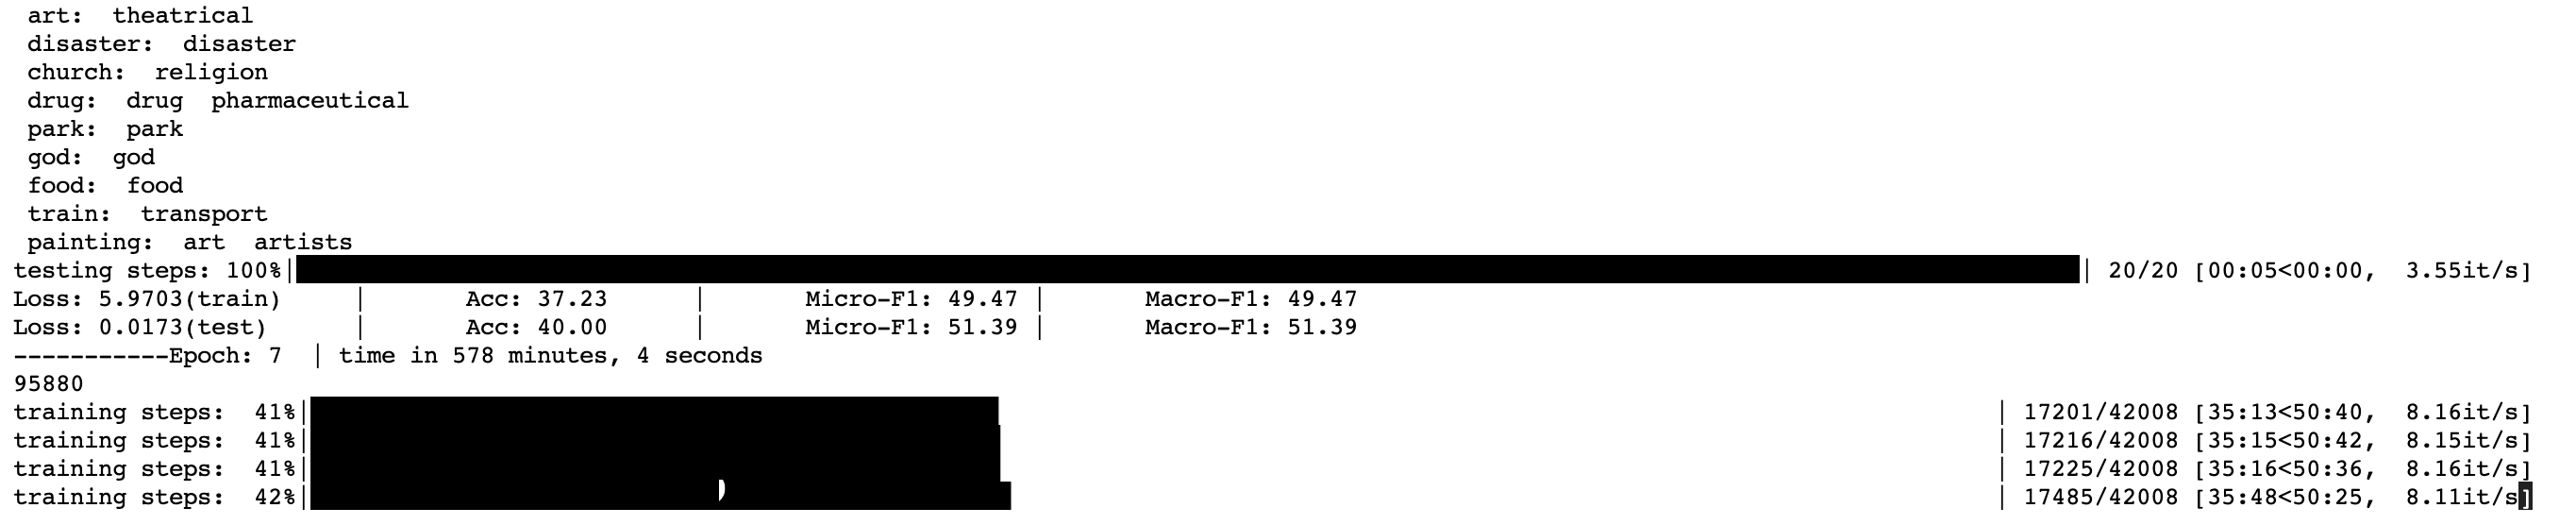 art:  theatrical
disaster:  disaster
church:  religion
drug:  drug  pharmaceutical
park:  park
god:  god
food:  food
train:  transport
painting:  art  artists
testing steps: 100%| | 20/20 [00:05<00:00,  3.55it/s]
Loss: 5.9703(train) | Acc: 37.23 | Micro-F1: 49.47 | Macro-F1: 49.47
Loss: 0.0173(test) | Acc: 40.00 | Micro-F1: 51.39 | Macro-F1: 51.39
-----------Epoch: 7  | time in 578 minutes, 4 seconds
95880
training steps:  41%| | 17201/42008 [35:13<50:40,  8.16it/s]
training steps:  41%| | 17216/42008 [35:15<50:42,  8.15it/s]
training steps:  41%| | 17225/42008 [35:16<50:36,  8.16it/s]
training steps:  42%| | 17485/42008 [35:48<50:25,  8.11it/s]